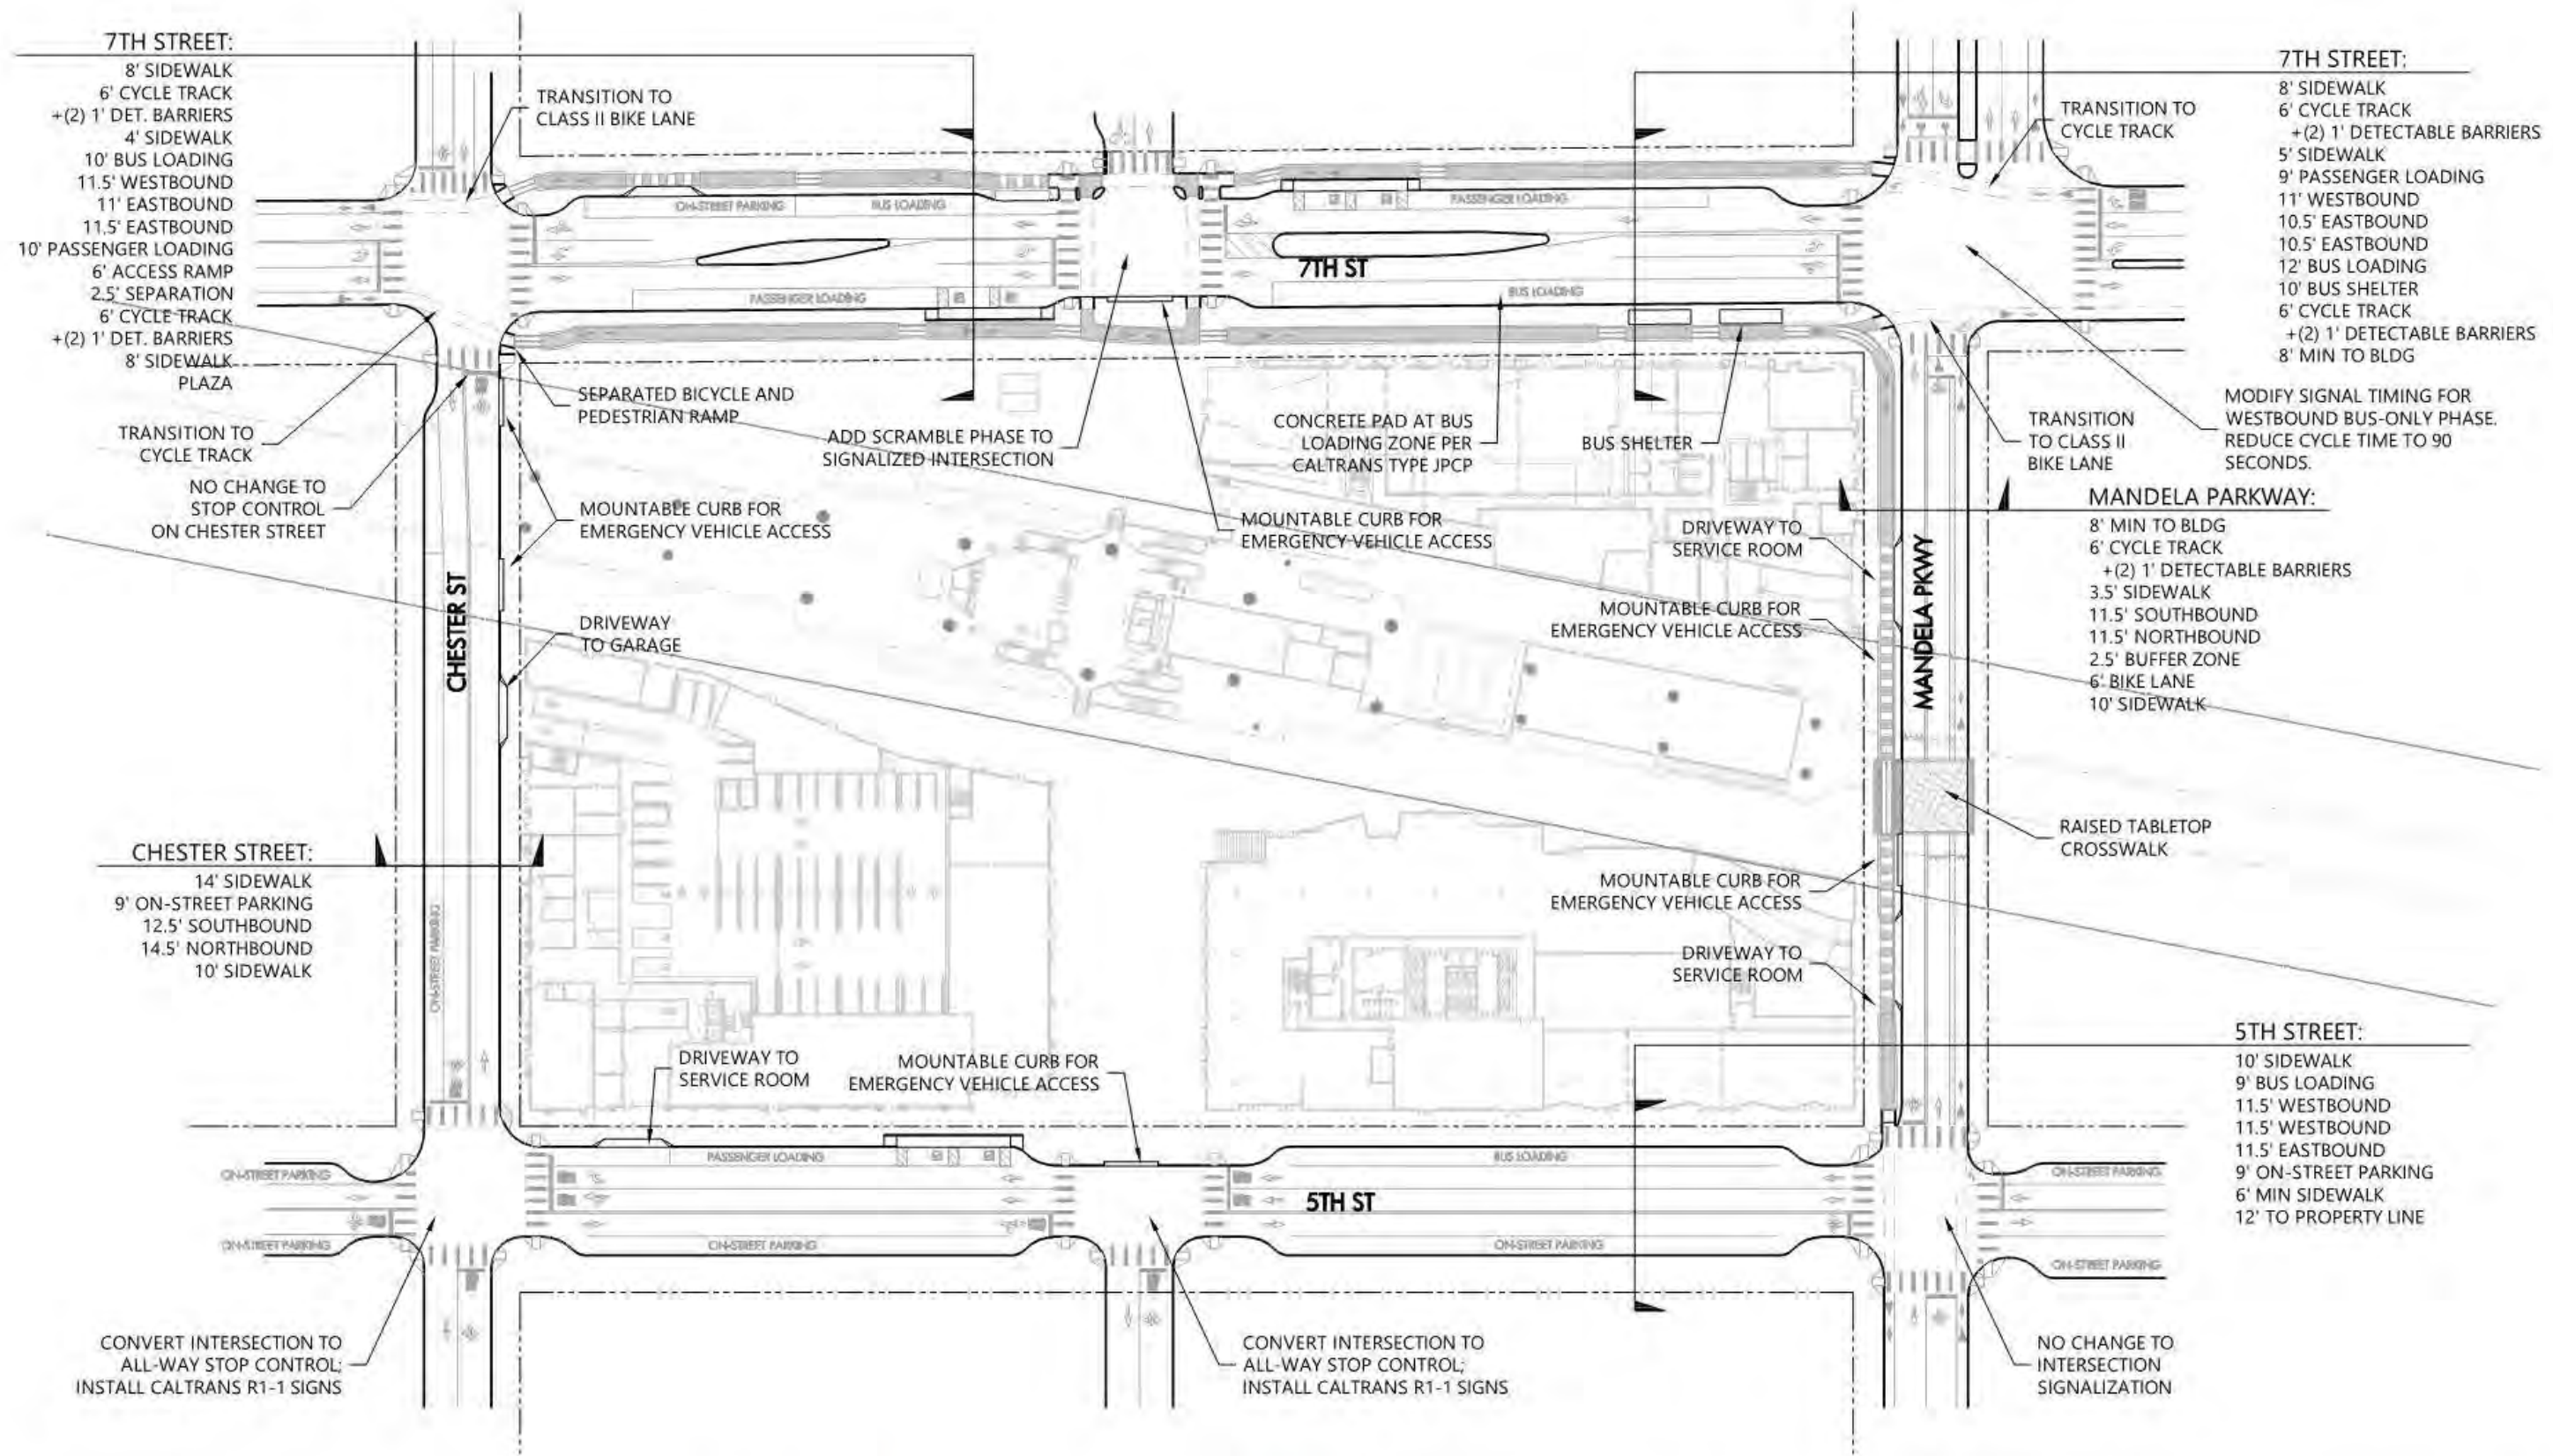 7TH STREET:
8' SIDEWALK
6' CYCLE TRACK
+(2) 1' DET. BARRIERS
4' SIDEWALK
10' BUS LOADING
11.5' WESTBOUND
11' EASTBOUND
11.5' EASTBOUND
10' PASSENGER LOADING
6' ACCESS RAMP
2.5' SEPARATION
6' CYCLE TRACK
+(2) 1' DET. BARRIERS
8' SIDEWALK
PLAZA
TRANSITION TO
CLASS II BIKE LANE
7TH STREET:
8' SIDEWALK
6' CYCLE TRACK
+(2) 1' DETECTABLE BARRIERS
5' SIDEWALK
9' PASSENGER LOADING
11' WESTBOUND
10.5' EASTBOUND
10.5' EASTBOUND
12' BUS LOADING
10' BUS SHELTER
6' CYCLE TRACK
+(2) 1' DETECTABLE BARRIERS
8' MIN TO BLDG
TRANSITION TO
CYCLE TRACK
ON-STREET PARKING
BUS LOADING
PASSENGER LOADING
7TH ST
PASSENGER LOADING
BUS LOADING
TRANSITION TO
CYCLE TRACK
NO CHANGE TO
STOP CONTROL
ON CHESTER STREET
SEPARATED BICYCLE AND
PEDESTRIAN RAMP
ADD SCRAMBLE PHASE TO
SIGNALIZED INTERSECTION
CONCRETE PAD AT BUS
LOADING ZONE PER
CALTRANS TYPE JPCP
BUS SHELTER
TRANSITION
TO CLASS II
BIKE LANE
MODIFY SIGNAL TIMING FOR
WESTBOUND BUS-ONLY PHASE.
REDUCE CYCLE TIME TO 90
SECONDS.
MOUNTABLE CURB FOR
EMERGENCY VEHICLE ACCESS
MOUNTABLE CURB FOR
EMERGENCY VEHICLE ACCESS
DRIVEWAY TO
SERVICE ROOM
MOUNTABLE CURB FOR
EMERGENCY VEHICLE ACCESS
MANDELA PARKWAY:
8' MIN TO BLDG
6' CYCLE TRACK
+(2) 1' DETECTABLE BARRIERS
3.5' SIDEWALK
11.5' SOUTHBOUND
11.5' NORTHBOUND
2.5' BUFFER ZONE
6' BIKE LANE
10' SIDEWALK
CHESTER ST
DRIVEWAY
TO GARAGE
MANDELA PKWY
CHESTER STREET:
14' SIDEWALK
9' ON-STREET PARKING
12.5' SOUTHBOUND
14.5' NORTHBOUND
10' SIDEWALK
ON-STREET PARKING
RAISED TABLETOP
CROSSWALK
MOUNTABLE CURB FOR
EMERGENCY VEHICLE ACCESS
DRIVEWAY TO
SERVICE ROOM
DRIVEWAY TO
SERVICE ROOM
MOUNTABLE CURB FOR
EMERGENCY VEHICLE ACCESS
5TH STREET:
10' SIDEWALK
9' BUS LOADING
11.5' WESTBOUND
11.5' WESTBOUND
11.5' EASTBOUND
9' ON-STREET PARKING
6' MIN SIDEWALK
12' TO PROPERTY LINE
ON-STREET PARKING
PASSENGER LOADING
BUS LOADING
ON-STREET PARKING
5TH ST
ON-STREET PARKING
ON-STREET PARKING
ON-STREET PARKING
ON-STREET PARKING
CONVERT INTERSECTION TO
ALL-WAY STOP CONTROL;
INSTALL CALTRANS R1-1 SIGNS
CONVERT INTERSECTION TO
ALL-WAY STOP CONTROL;
INSTALL CALTRANS R1-1 SIGNS
NO CHANGE TO
INTERSECTION
SIGNALIZATION